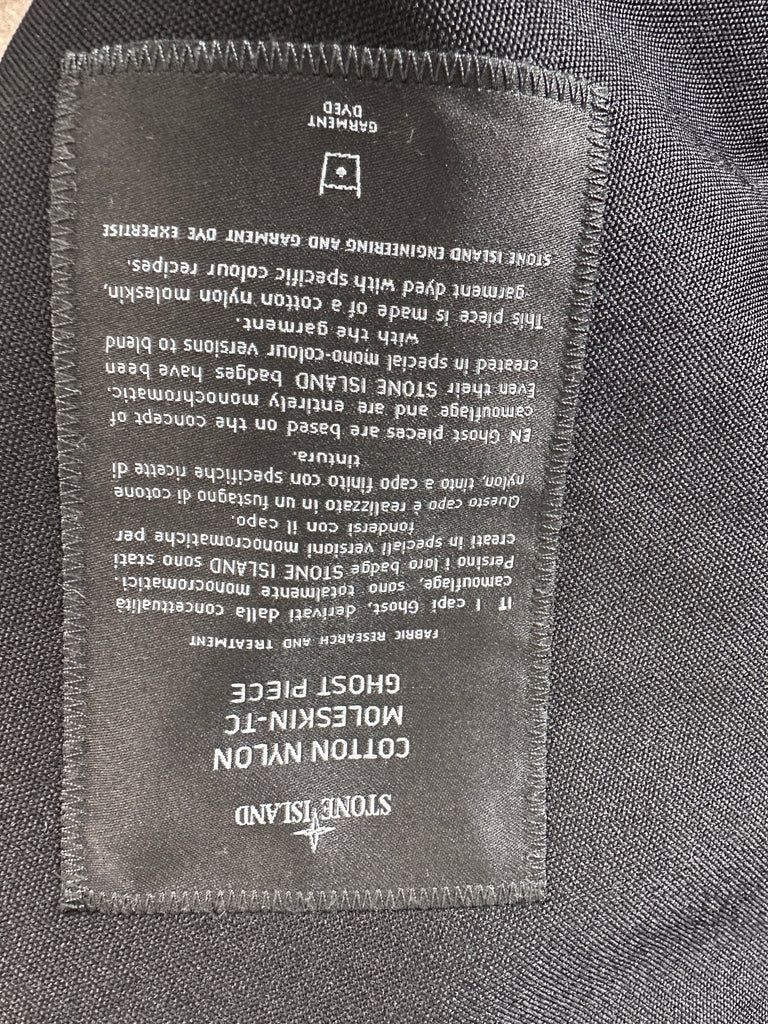 STONE ISLAND
COTTON NYLON
MOLESKIN-TC
GHOST PIECE
FABRIC RESEARCH AND TREATMENT
IT I capi Ghost, derivati dalla concettualità
camouflage, sono totalmente monocromatici.
Persino i loro badge STONE ISLAND sono stati
creati in speciali versioni monocromatiche per
fondersi con il capo.
Questo capo è realizzato in un fustagno di cotone
nylon, tinto a capo finito con specifiche ricette di
tintura.
EN Ghost pieces are based on the concept of
camouflage and are entirely monochromatic.
Even their STONE ISLAND badges have been
created in special mono-colour versions to blend
with the garment.
This piece is made of a cotton nylon moleskin,
garment dyed with specific colour recipes.
STONE ISLAND ENGINEERING AND GARMENT DYE EXPERTISE
GARMENT
DYED